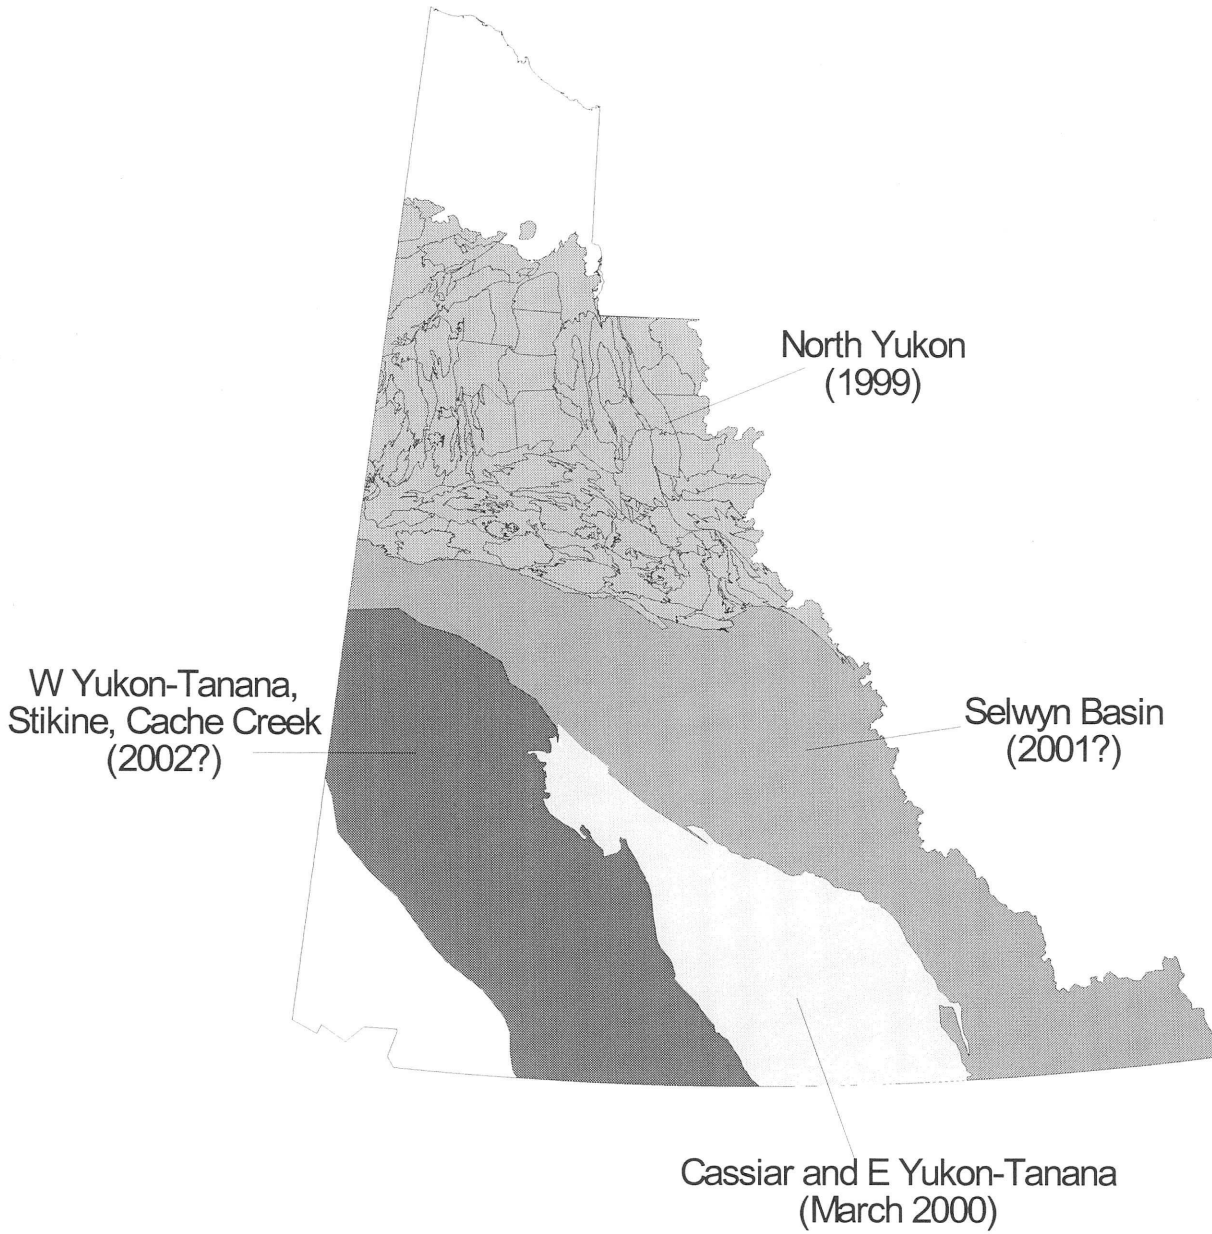 North Yukon
(1999)
W Yukon-Tanana,
Stikine, Cache Creek
(2002?)
Selwyn Basin
(2001?)
Cassiar and E Yukon-Tanana
(March 2000)